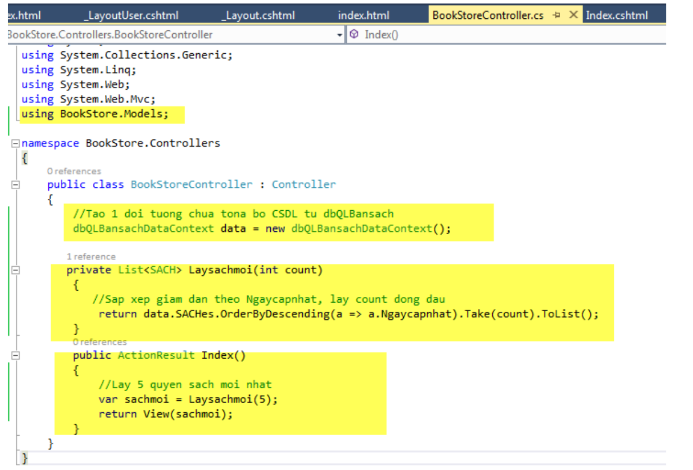 ex.html _LayoutUser.cshtml _Layout.cshtml index.html BookStoreController.cs Index.cshtml
BookStore.Controllers.BookStoreController Index()
using System.Collections.Generic;
using System.Linq;
using System.Web;
using System.Web.Mvc;
using BookStore.Models;
namespace BookStore.Controllers
{
0 references
public class BookStoreController : Controller
{
//Tao 1 doi tuong chua tona bo CSDL tu dbQLBansach
dbQLBansachDataContext data = new dbQLBansachDataContext();
1 reference
private List<SACH> Laysachmoi(int count)
{
//Sap xep giam dan theo Ngaycapnhat, lay count dong dau
return data.SACHes.OrderByDescending(a => a.Ngaycapnhat).Take(count).ToList();
}
0 references
public ActionResult Index()
{
//Lay 5 quyen sach moi nhat
var sachmoi = Laysachmoi(5);
return View(sachmoi);
}
}
}